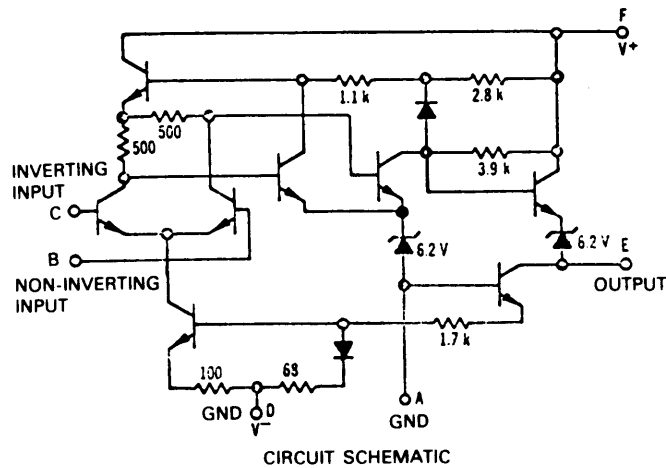 F
V+
1.1 k
2.8 k
500
500
3.9 k
INVERTING
INPUT
C
B
NON-INVERTING
INPUT
6.2 V
6.2 V
E
OUTPUT
1.7 k
100
68
GND
D
V−
A
GND
CIRCUIT SCHEMATIC